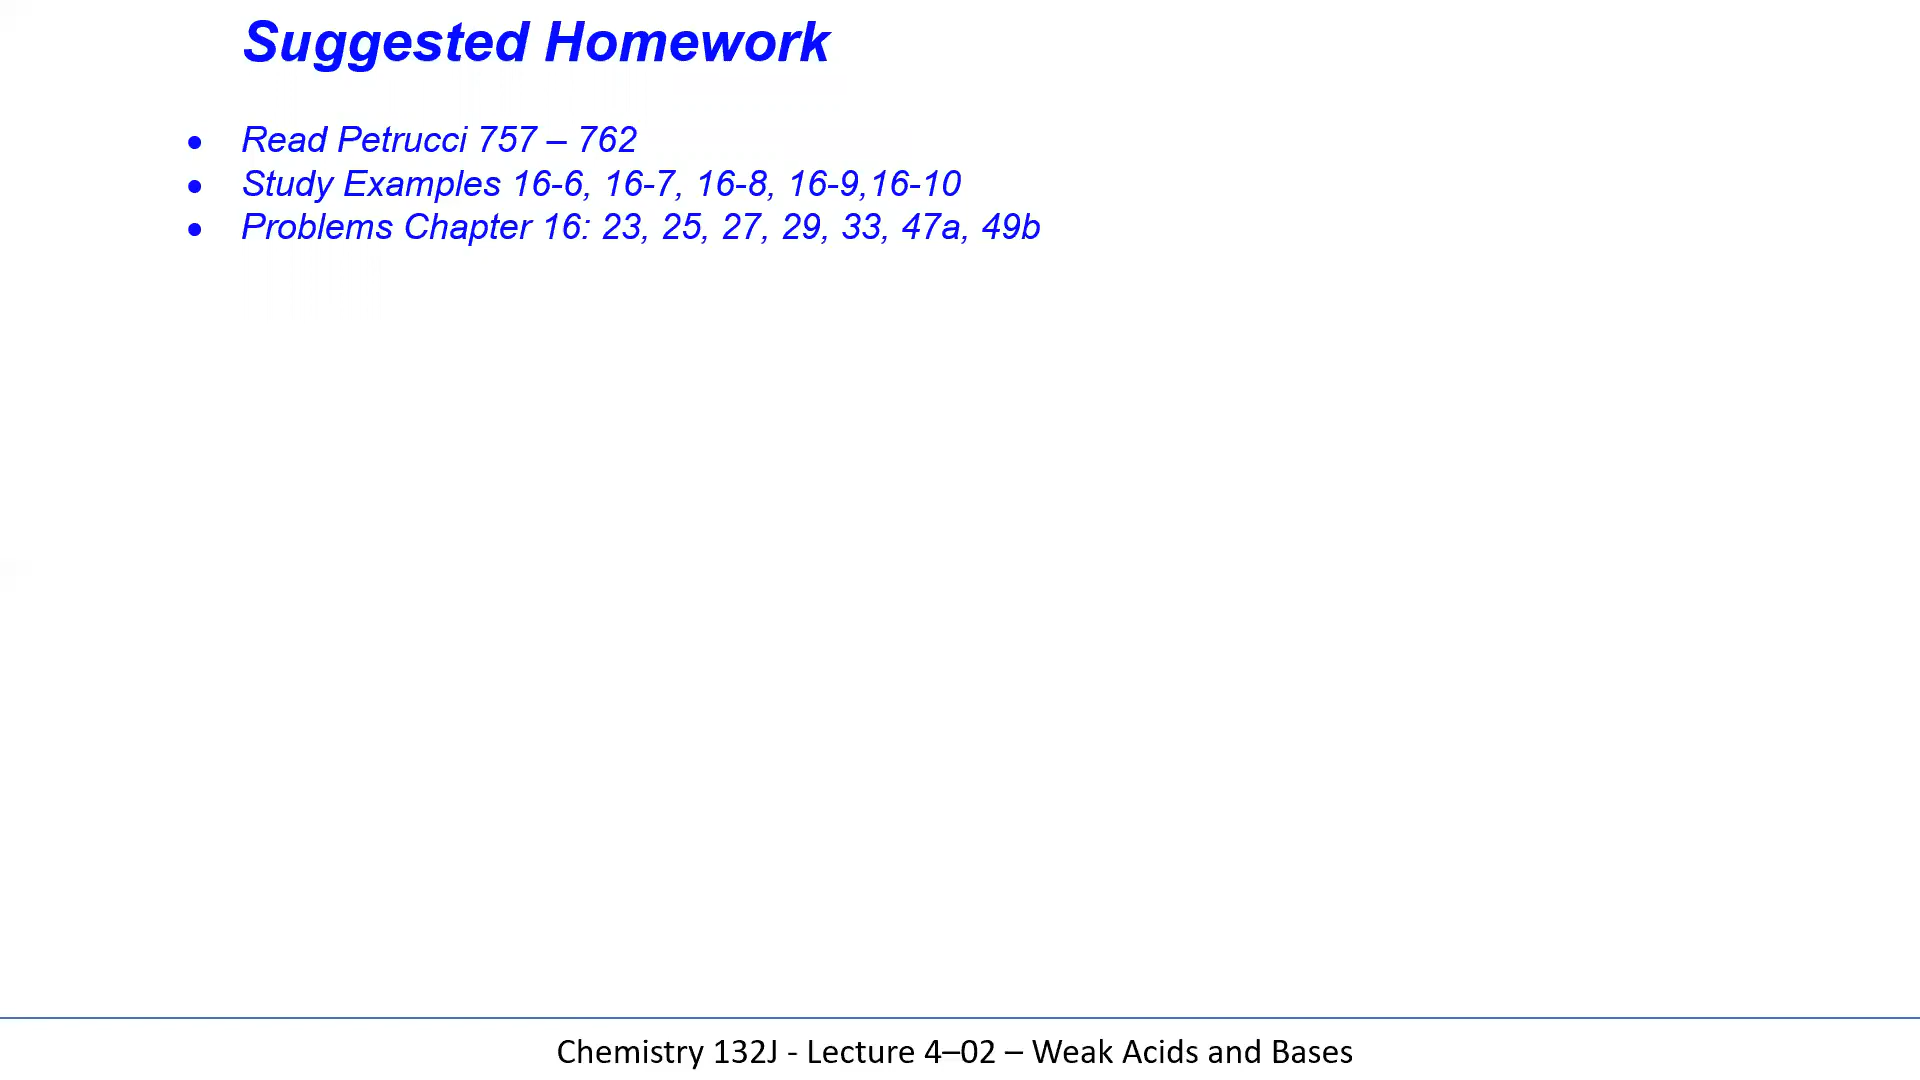 Suggested Homework
• Read Petrucci 757 – 762
• Study Examples 16-6, 16-7, 16-8, 16-9,16-10
• Problems Chapter 16: 23, 25, 27, 29, 33, 47a, 49b
Chemistry 132J - Lecture 4–02 – Weak Acids and Bases